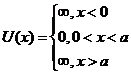 U(x) = { ∞, x < 0
0, 0 < x < a
∞, x > a